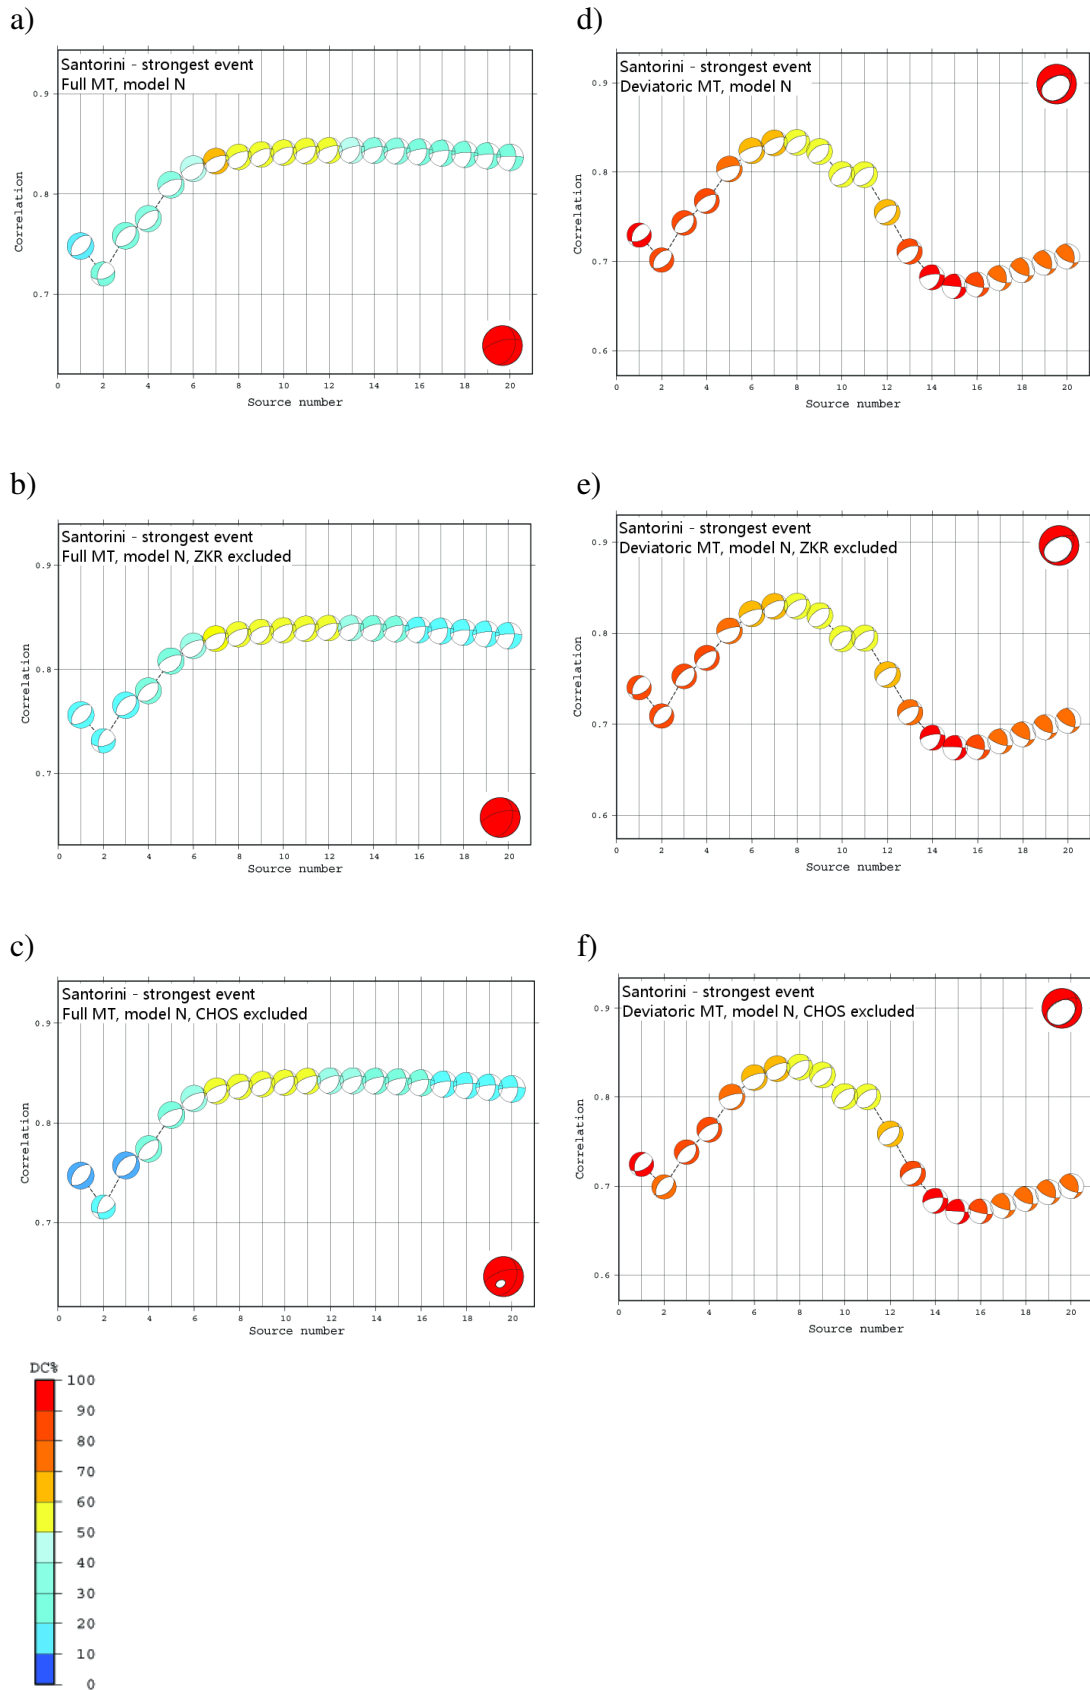 a)
Santorini - strongest event
Full MT, model N
0.9
0.8
0.7
Correlation
0 2 4 6 8 10 12 14 16 18 20
Source number
d)
Santorini - strongest event
Deviatoric MT, model N
0.9
0.8
0.7
0.6
Correlation
0 2 4 6 8 10 12 14 16 18 20
Source number
b)
Santorini - strongest event
Full MT, model N, ZKR excluded
0.9
0.8
0.7
Correlation
0 2 4 6 8 10 12 14 16 18 20
Source number
e)
Santorini - strongest event
Deviatoric MT, model N, ZKR excluded
0.9
0.8
0.7
0.6
Correlation
0 2 4 6 8 10 12 14 16 18 20
Source number
c)
Santorini - strongest event
Full MT, model N, CHOS excluded
0.9
0.8
0.7
Correlation
0 2 4 6 8 10 12 14 16 18 20
Source number
f)
Santorini - strongest event
Deviatoric MT, model N, CHOS excluded
0.9
0.8
0.7
0.6
Correlation
0 2 4 6 8 10 12 14 16 18 20
Source number
DC%
100
90
80
70
60
50
40
30
20
10
0